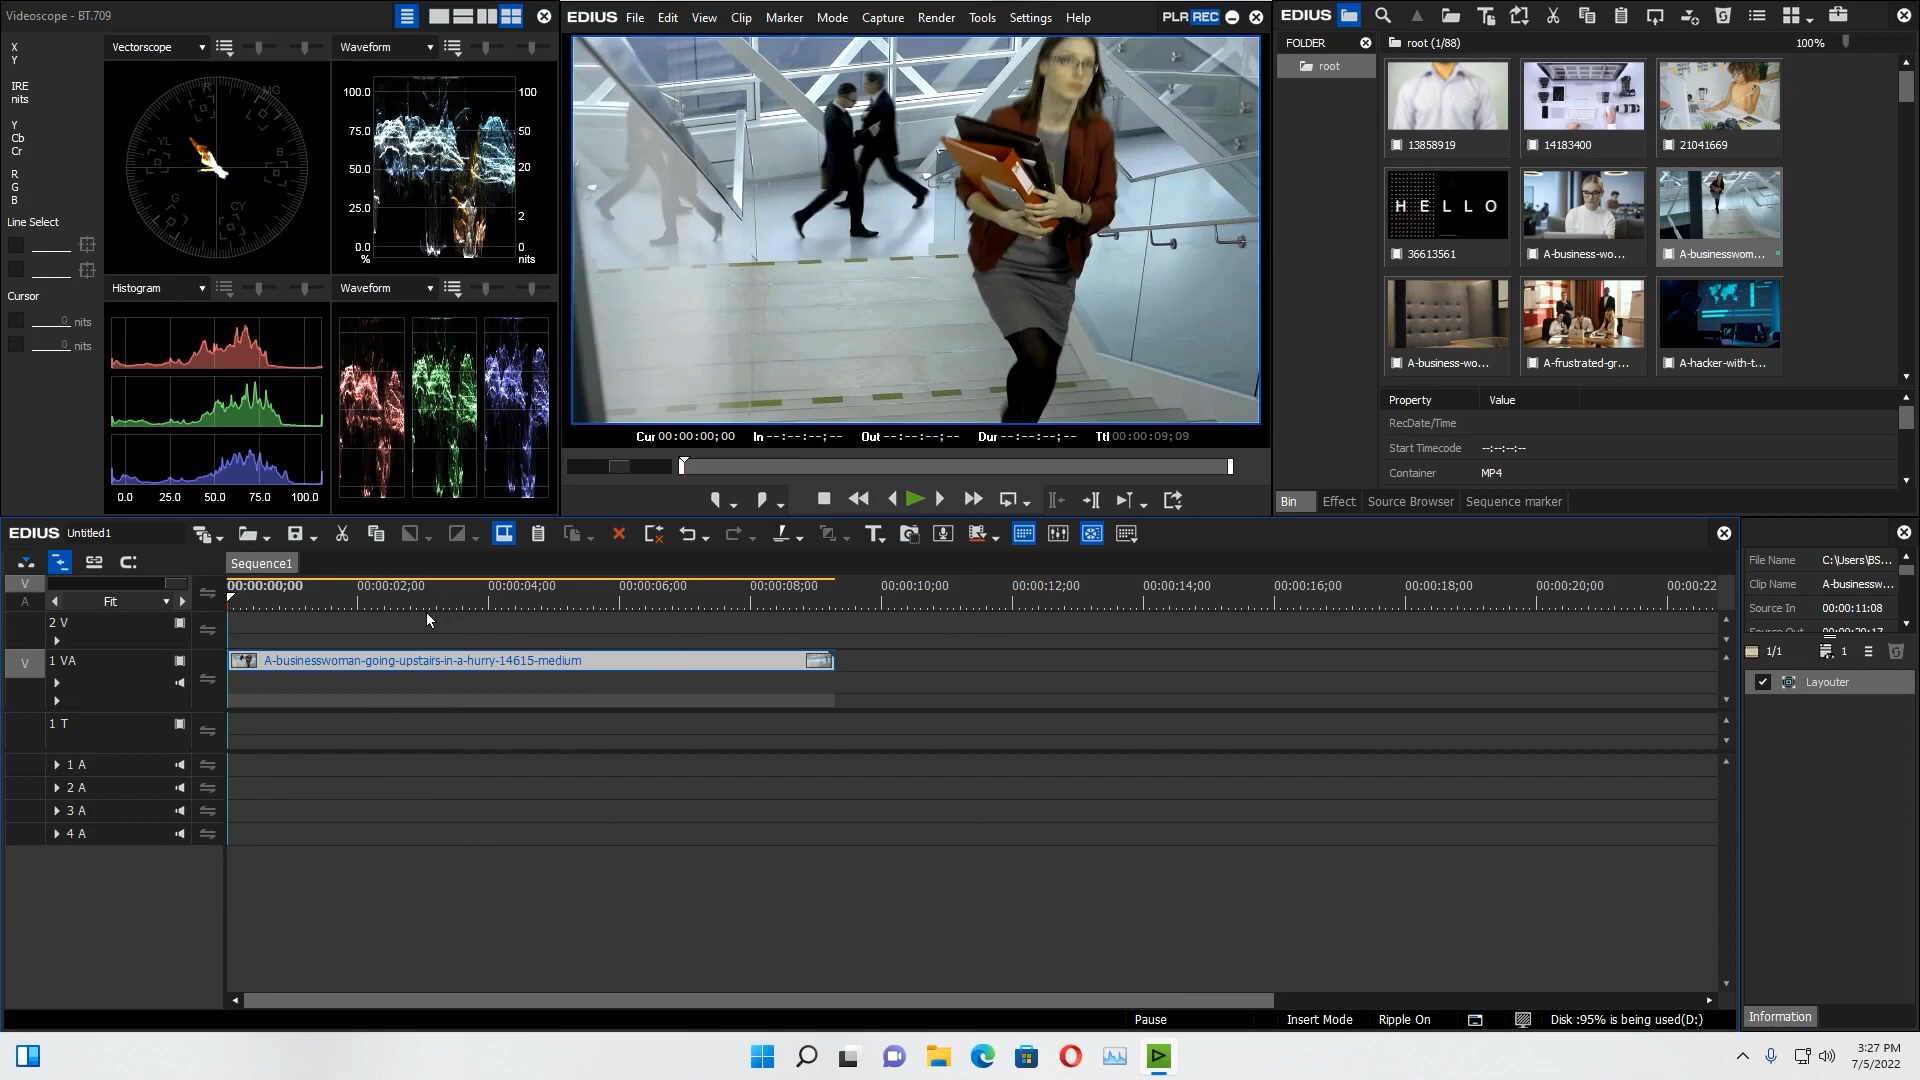 Videoscope - BT.709
X
Y
IRE
nits
Y
Cb
Cr
R
G
B
Line Select
Cursor
0 nits
0 nits
Vectorscope
R
MG
B
CY
G
YL
Waveform
100.0
75.0
50.0
25.0
0.0
%
100
50
20
2
0
nits
Histogram
0.0 25.0 50.0 75.0 100.0
Waveform
EDIUS File Edit View Clip Marker Mode Capture Render Tools Settings Help PLR REC
Cur 00:00:00;00 In --:--:--;-- Out --:--:--;-- Dur --:--:--;-- Ttl 00:00:09;09
EDIUS
FOLDER
root
root (1/88)
100%
13858919
14183400
21041669
HELLO
36613561
A-business-wo...
A-businesswom...
A-business-wo...
A-frustrated-gr...
A-hacker-with-t...
Property Value
RecDate/Time
Start Timecode --:--:--:--
Container MP4
Bin Effect Source Browser Sequence marker
EDIUS Untitled1
Sequence1
V
A
Fit
00:00:00;00 00:00:02;00 00:00:04;00 00:00:06;00 00:00:08;00 00:00:10;00 00:00:12;00 00:00:14;00 00:00:16;00 00:00:18;00 00:00:20;00 00:00:22
2 V
V
1 VA
A-businesswoman-going-upstairs-in-a-hurry-14615-medium
1 T
1 A
2 A
3 A
4 A
File Name C:\Users\BS...
Clip Name A-businessw...
Source In 00:00:11:08
1/1
1
Layouter
Information
Pause
Insert Mode
Ripple On
Disk :95% is being used(D:)
3:27 PM
7/5/2022